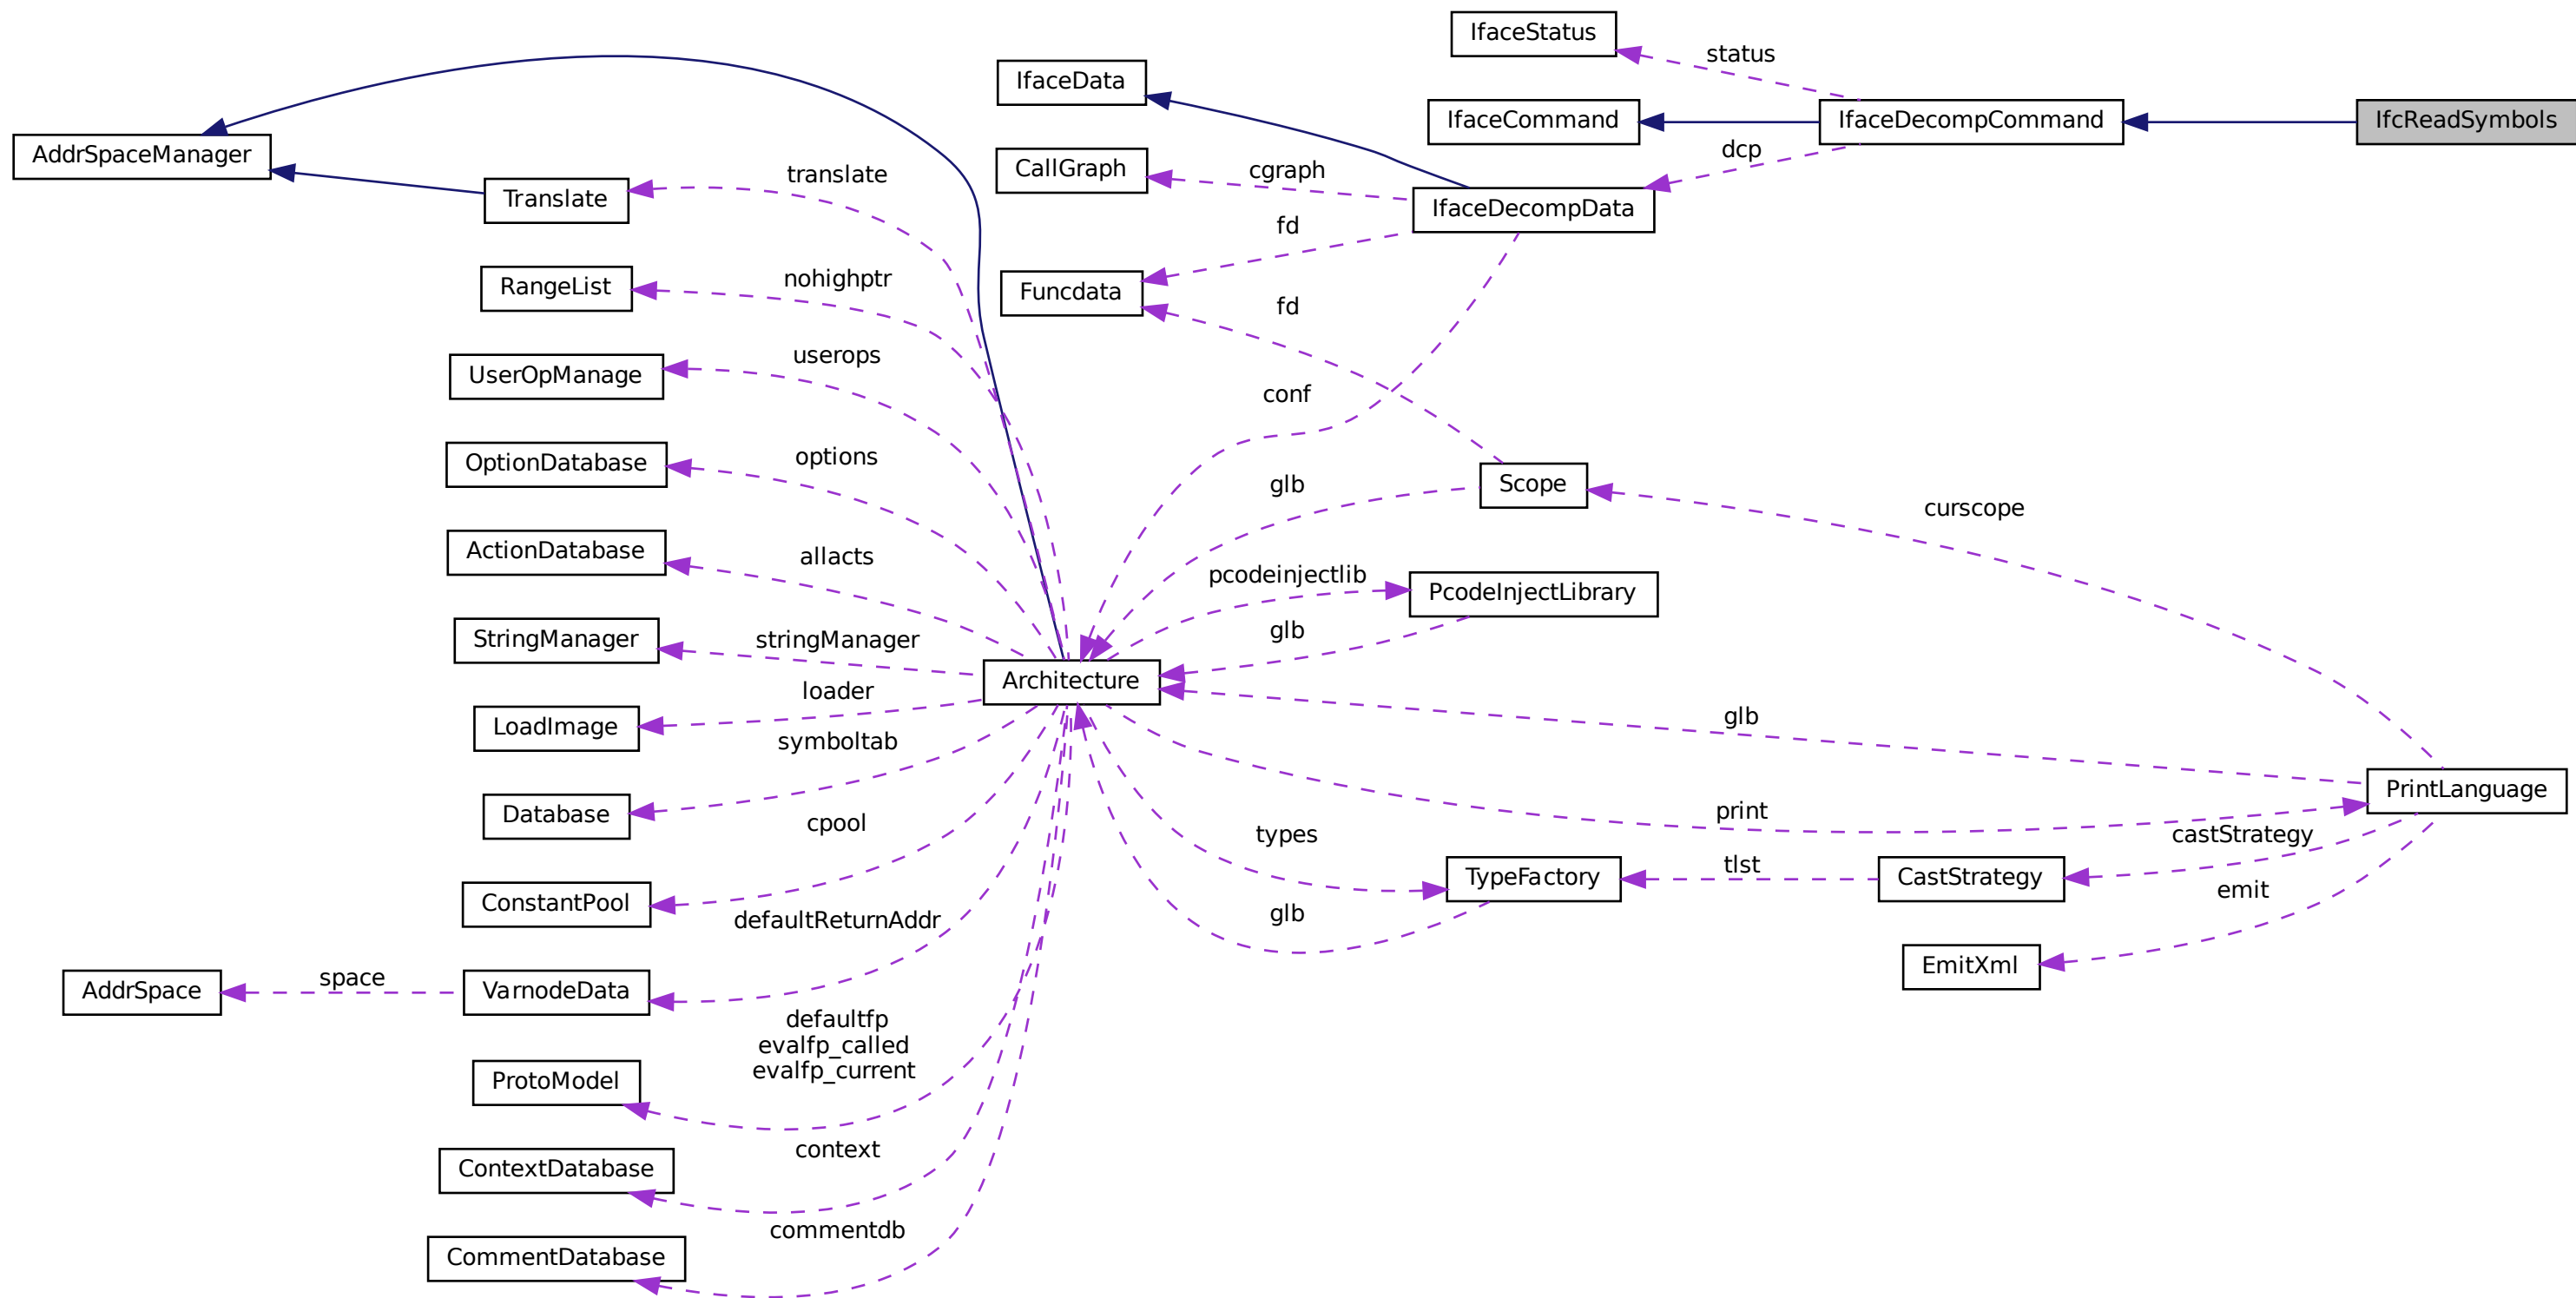 IfaceStatus
status
IfaceData
IfaceCommand
IfaceDecompCommand
IfcReadSymbols
AddrSpaceManager
dcp
CallGraph
cgraph
translate
Translate
IfaceDecompData
fd
RangeList
nohighptr
Funcdata
fd
userops
UserOpManage
conf
OptionDatabase
options
glb
Scope
curscope
ActionDatabase
allacts
pcodeinjectlib
PcodeInjectLibrary
StringManager
stringManager
glb
Architecture
loader
LoadImage
glb
symboltab
PrintLanguage
Database
cpool
print
types
castStrategy
tlst
TypeFactory
CastStrategy
emit
ConstantPool
defaultReturnAddr
glb
EmitXml
space
AddrSpace
VarnodeData
defaultfp
evalfp_called
evalfp_current
ProtoModel
context
ContextDatabase
commentdb
CommentDatabase